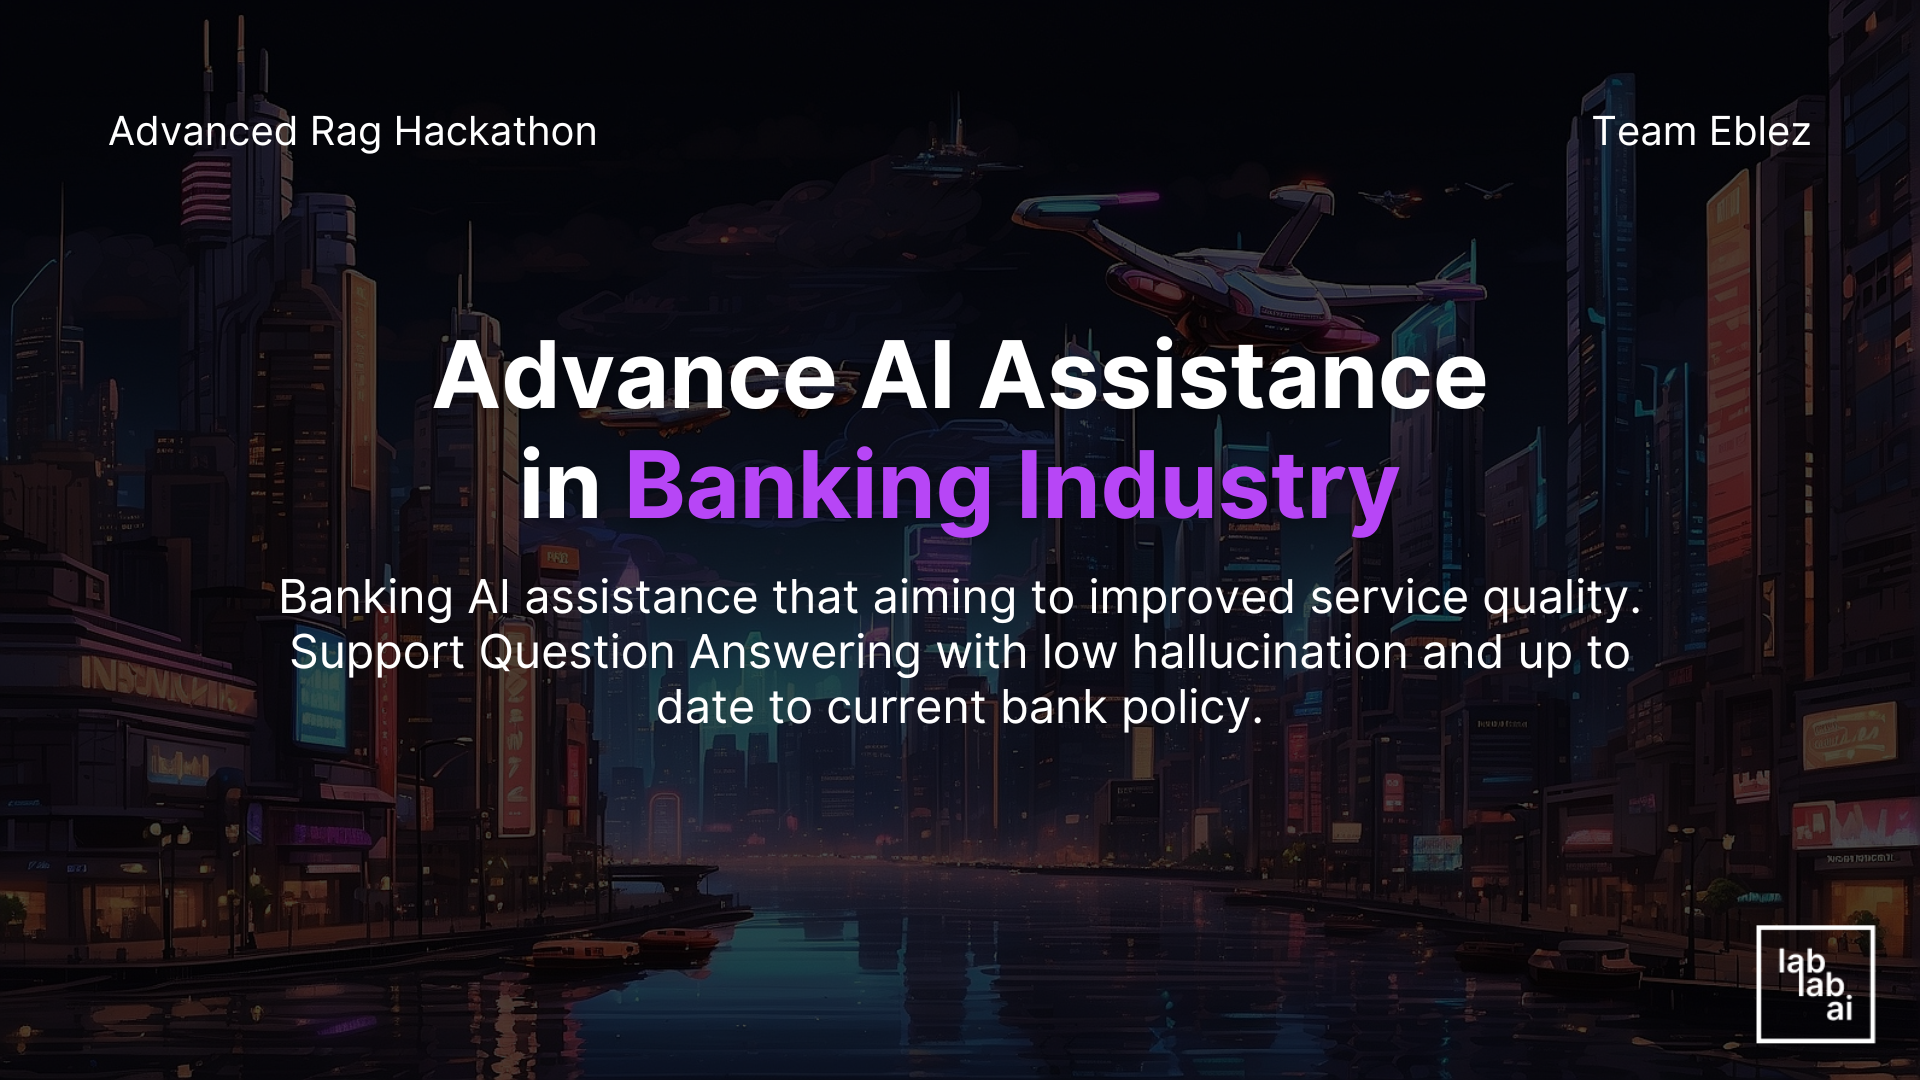 Advanced Rag Hackathon
Team Eblez
Advance AI Assistance
in Banking Industry
Banking AI assistance that aiming to improved service quality.
Support Question Answering with low hallucination and up to
date to current bank policy.
lab
lab
ai